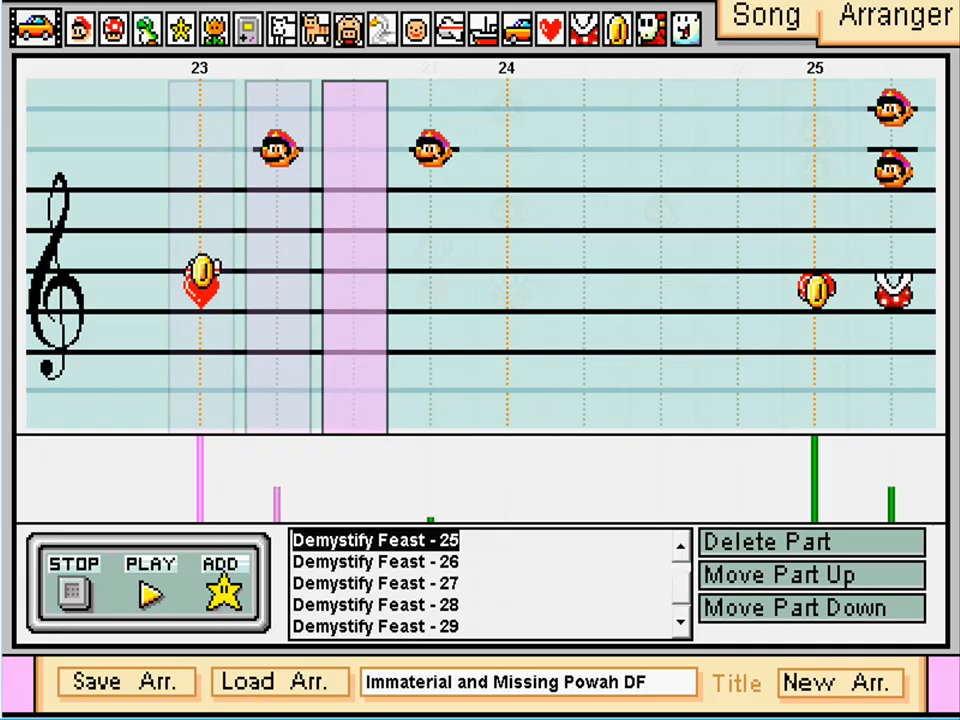 Song Arranger
23 24 25
STOP PLAY ADD
Demystify Feast - 25
Demystify Feast - 26
Demystify Feast - 27
Demystify Feast - 28
Demystify Feast - 29
Delete Part
Move Part Up
Move Part Down
Save Arr. Load Arr. Immaterial and Missing Powah DF Title New Arr.